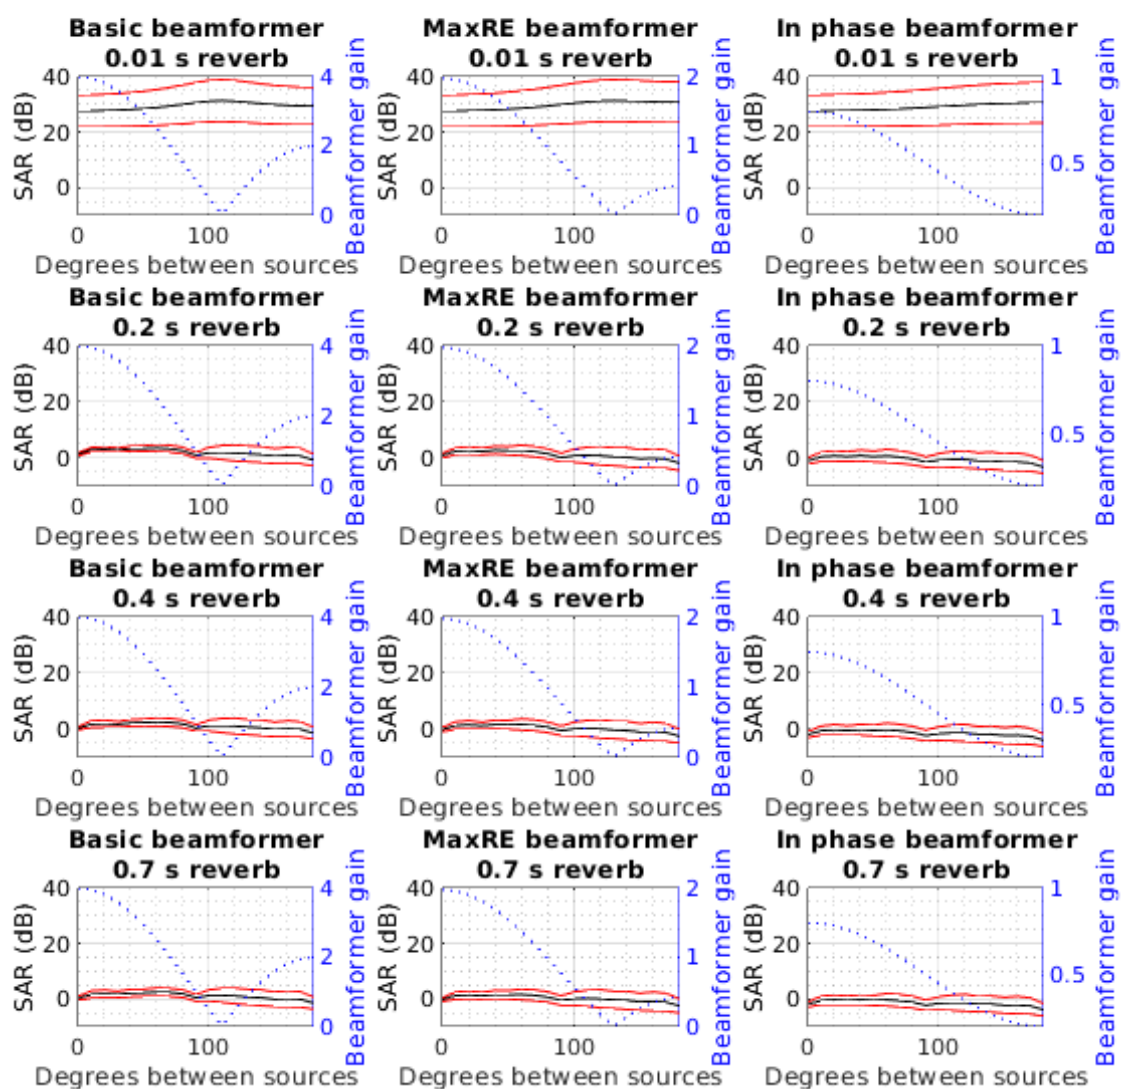 Basic beamformer
0.01 s reverb
SAR (dB)
40
20
0
4
2
0
Beamformer gain
0
100
Degrees between sources
MaxRE beamformer
0.01 s reverb
SAR (dB)
40
20
0
2
1
0
Beamformer gain
0
100
Degrees between sources
In phase beamformer
0.01 s reverb
SAR (dB)
40
20
0
1
0.5
Beamformer gain
0
100
Degrees between sources
Basic beamformer
0.2 s reverb
SAR (dB)
40
20
0
4
2
0
Beamformer gain
0
100
Degrees between sources
MaxRE beamformer
0.2 s reverb
SAR (dB)
40
20
0
2
1
0
Beamformer gain
0
100
Degrees between sources
In phase beamformer
0.2 s reverb
SAR (dB)
40
20
0
1
0.5
Beamformer gain
0
100
Degrees between sources
Basic beamformer
0.4 s reverb
SAR (dB)
40
20
0
4
2
0
Beamformer gain
0
100
Degrees between sources
MaxRE beamformer
0.4 s reverb
SAR (dB)
40
20
0
2
1
0
Beamformer gain
0
100
Degrees between sources
In phase beamformer
0.4 s reverb
SAR (dB)
40
20
0
1
0.5
Beamformer gain
0
100
Degrees between sources
Basic beamformer
0.7 s reverb
SAR (dB)
40
20
0
4
2
0
Beamformer gain
0
100
Degrees between sources
MaxRE beamformer
0.7 s reverb
SAR (dB)
40
20
0
2
1
0
Beamformer gain
0
100
Degrees between sources
In phase beamformer
0.7 s reverb
SAR (dB)
40
20
0
1
0.5
Beamformer gain
0
100
Degrees between sources